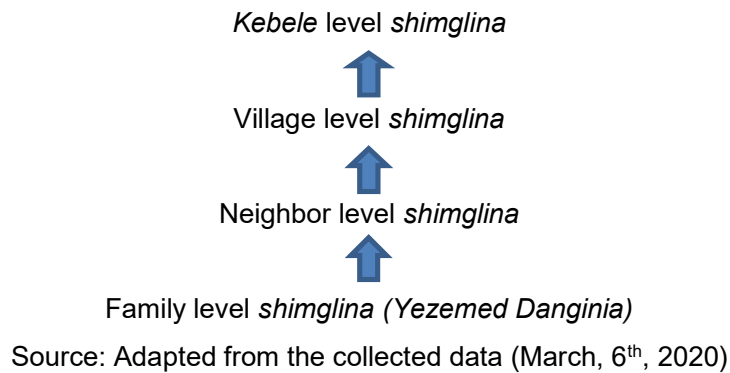 Kebele level shimglina
Village level shimglina
Neighbor level shimglina
Family level shimglina (Yezemed Danginia)
Source: Adapted from the collected data (March, 6th, 2020)